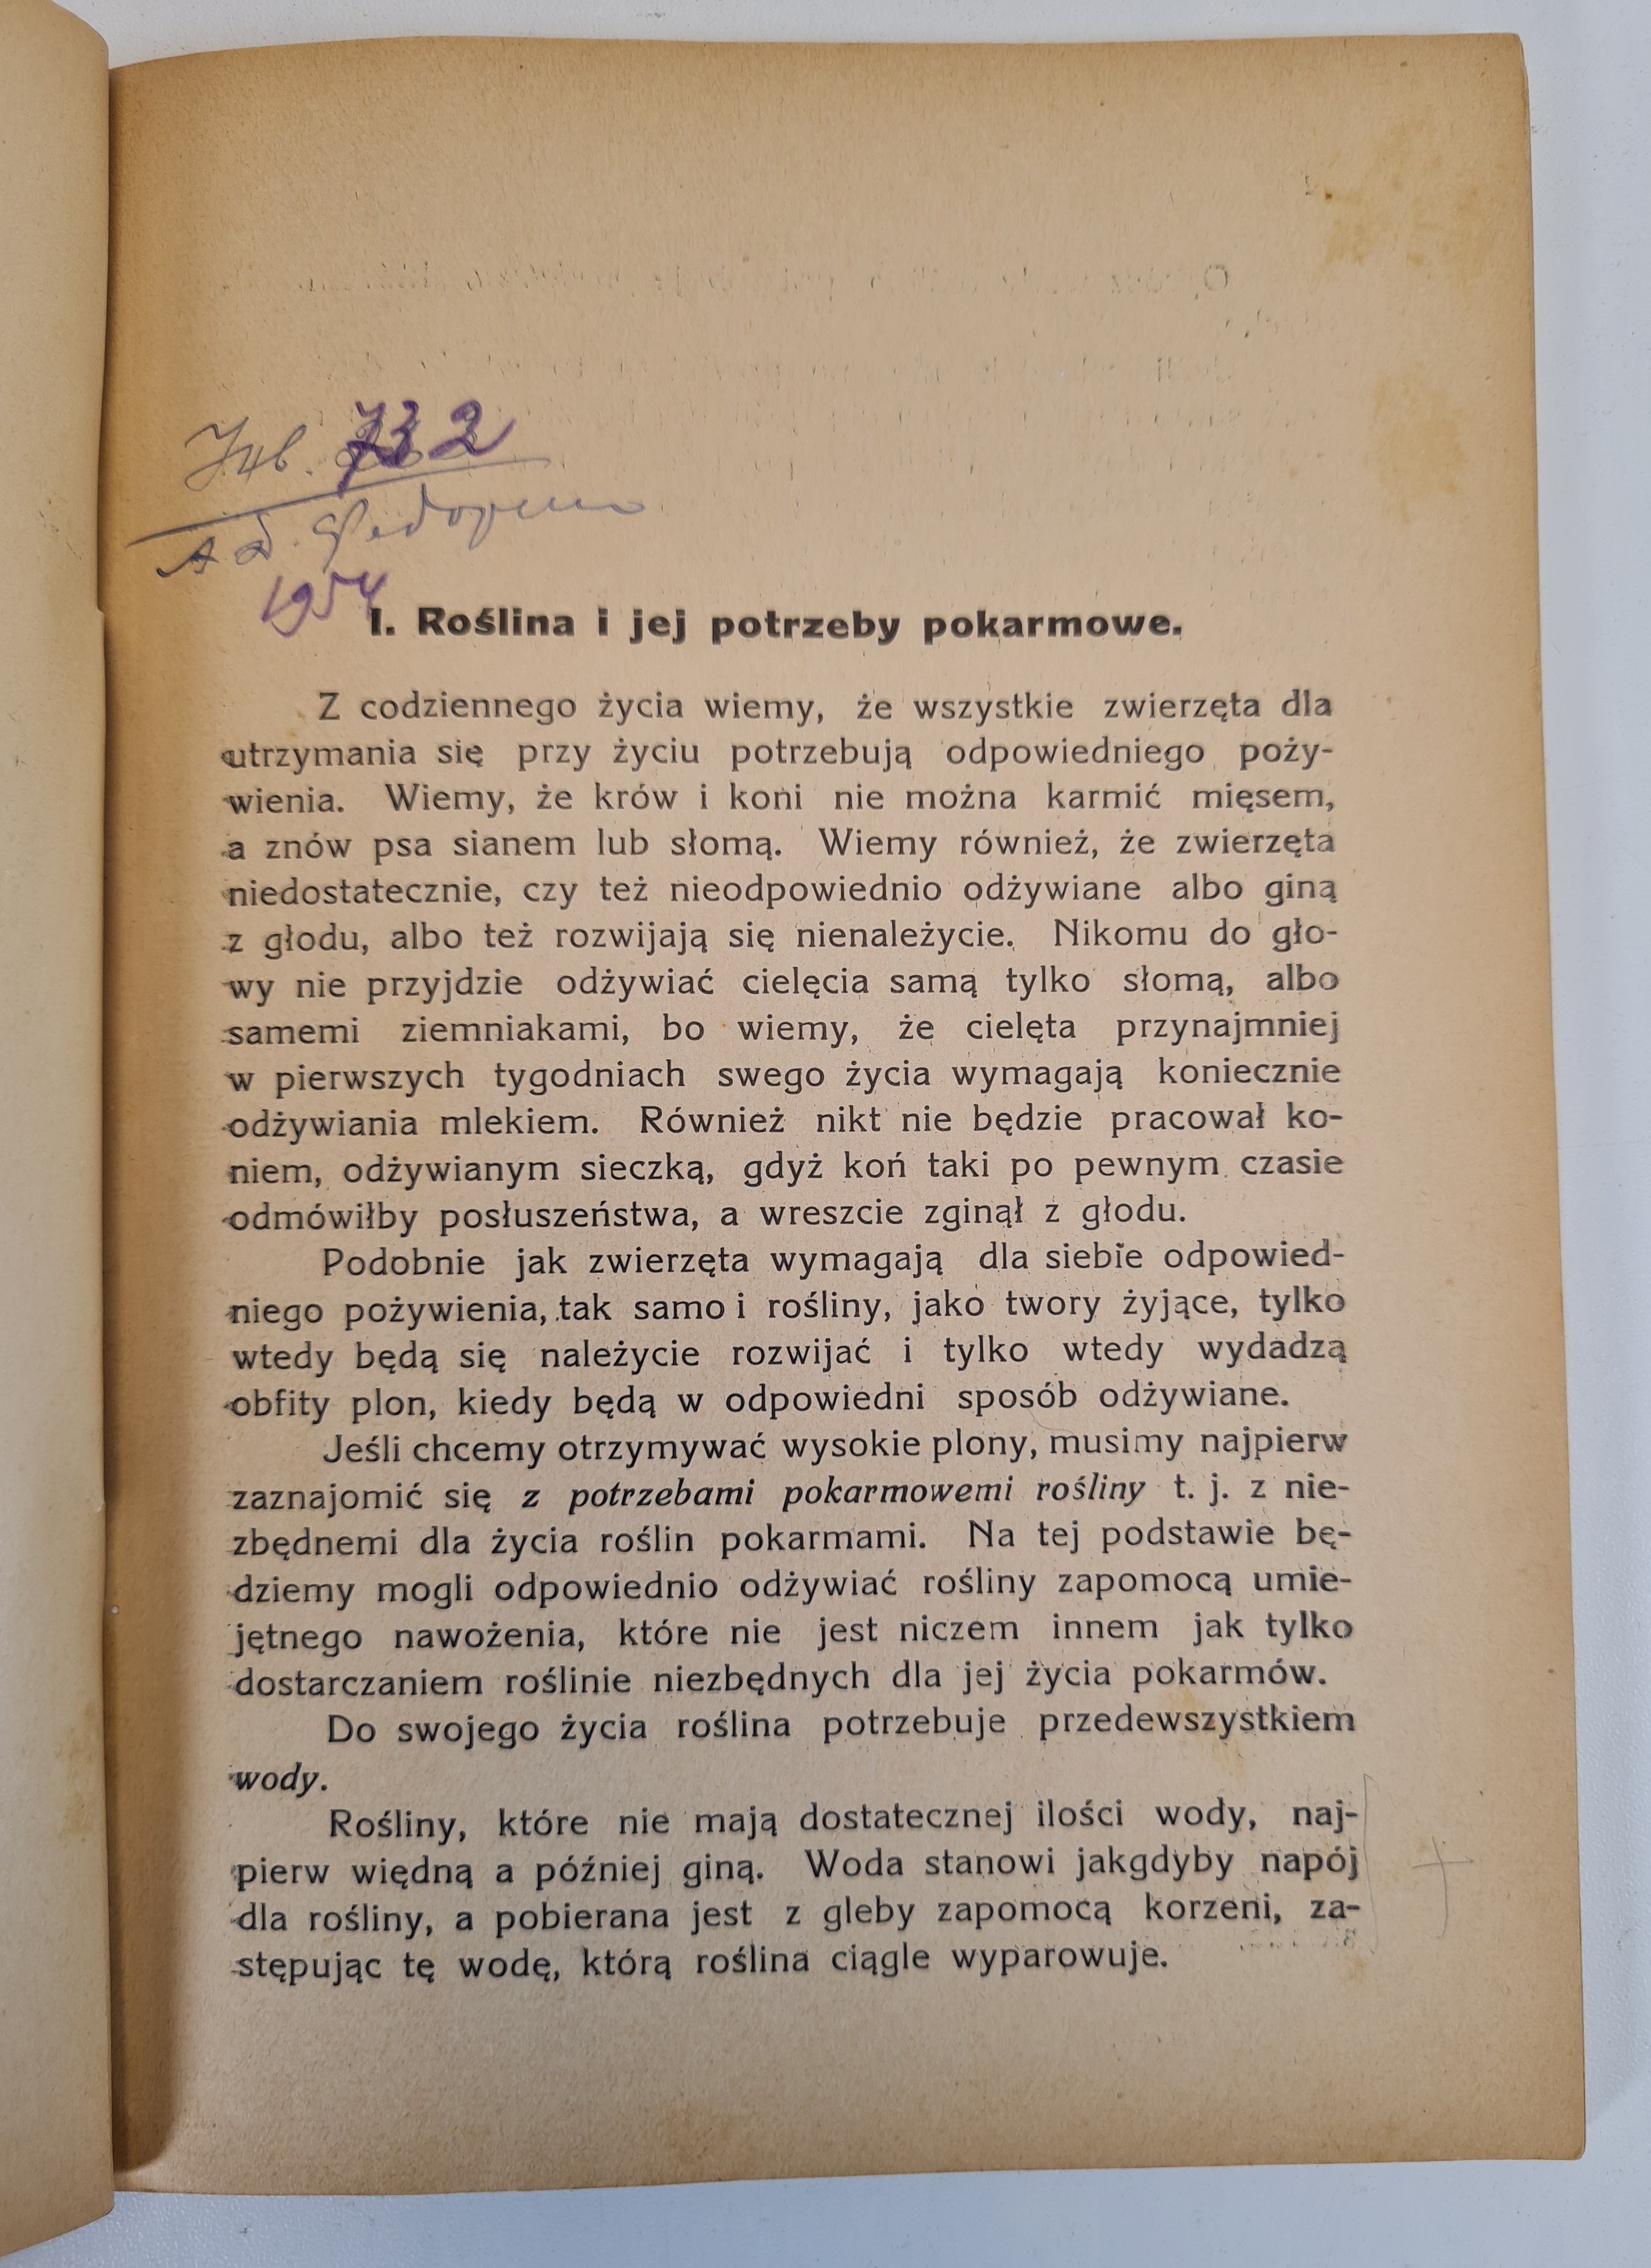 732
1954
I. Roślina i jej potrzeby pokarmowe.
Z codziennego życia wiemy, że wszystkie zwierzęta dla
utrzymania się przy życiu potrzebują odpowiedniego poży-
wienia. Wiemy, że krów i koni nie można karmić mięsem,
a znów psa sianem lub słomą. Wiemy również, że zwierzęta
niedostatecznie, czy też nieodpowiednio odżywiane albo giną
z głodu, albo też rozwijają się nienależycie. Nikomu do gło-
wy nie przyjdzie odżywiać cielęcia samą tylko słomą, albo
samemi ziemniakami, bo wiemy, że cielęta przynajmniej
w pierwszych tygodniach swego życia wymagają koniecznie
odżywiania mlekiem. Również nikt nie będzie pracował ko-
niem, odżywianym sieczką, gdyż koń taki po pewnym czasie
odmówiłby posłuszeństwa, a wreszcie zginął z głodu.
Podobnie jak zwierzęta wymagają dla siebie odpowied-
niego pożywienia, tak samo i rośliny, jako twory żyjące, tylko
wtedy będą się należycie rozwijać i tylko wtedy wydadzą
obfity plon, kiedy będą w odpowiedni sposób odżywiane.
Jeśli chcemy otrzymywać wysokie plony, musimy najpierw
zaznajomić się z potrzebami pokarmowemi rośliny t. j. z nie-
zbędnemi dla życia roślin pokarmami. Na tej podstawie bę-
dziemy mogli odpowiednio odżywiać rośliny zapomocą umie-
jętnego nawożenia, które nie jest niczem innem jak tylko
dostarczaniem roślinie niezbędnych dla jej życia pokarmów.
Do swojego życia roślina potrzebuje przedewszystkiem
wody.
Rośliny, które nie mają dostatecznej ilości wody, naj-
pierw więdną a później giną. Woda stanowi jakgdyby napój
dla rośliny, a pobierana jest z gleby zapomocą korzeni, za-
stępując tę wodę, którą roślina ciągle wyparowuje.